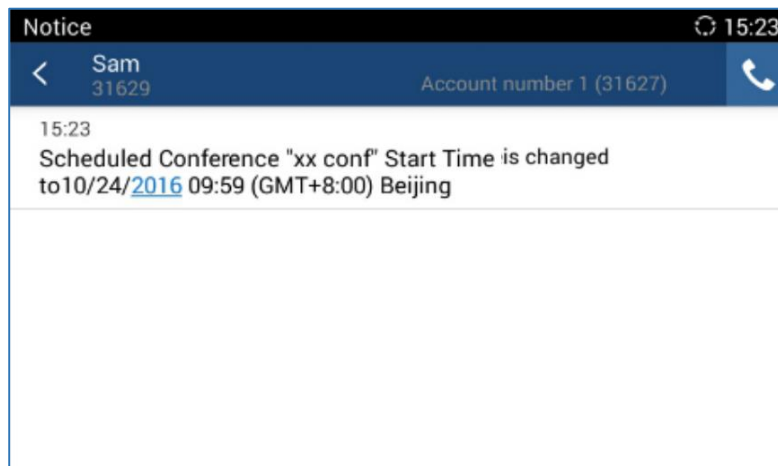 Notice 15:23
Sam
31629 Account number 1 (31627)
15:23
Scheduled Conference "xx conf" Start Time is changed
to10/24/2016 09:59 (GMT+8:00) Beijing